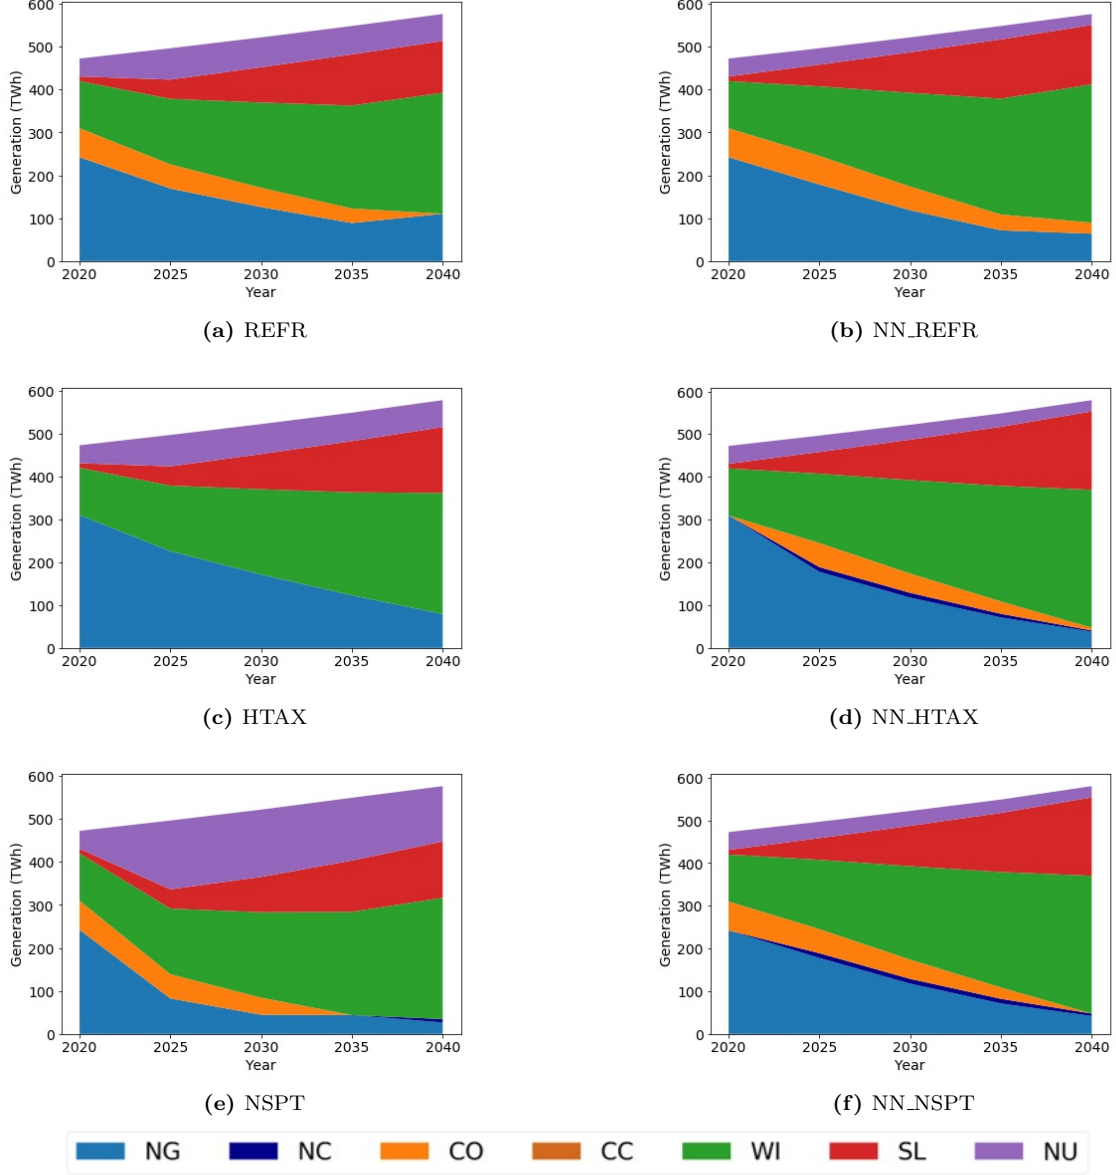 600
500
400
300
200
100
0
Generation (TWh)
2020 2025 2030 2035 2040
Year
(a) REFR
600
500
400
300
200
100
0
Generation (TWh)
2020 2025 2030 2035 2040
Year
(b) NN_REFR
600
500
400
300
200
100
0
Generation (TWh)
2020 2025 2030 2035 2040
Year
(c) HTAX
600
500
400
300
200
100
0
Generation (TWh)
2020 2025 2030 2035 2040
Year
(d) NN_HTAX
600
500
400
300
200
100
0
Generation (TWh)
2020 2025 2030 2035 2040
Year
(e) NSPT
600
500
400
300
200
100
0
Generation (TWh)
2020 2025 2030 2035 2040
Year
(f) NN_NSPT
NG NC CO CC WI SL NU